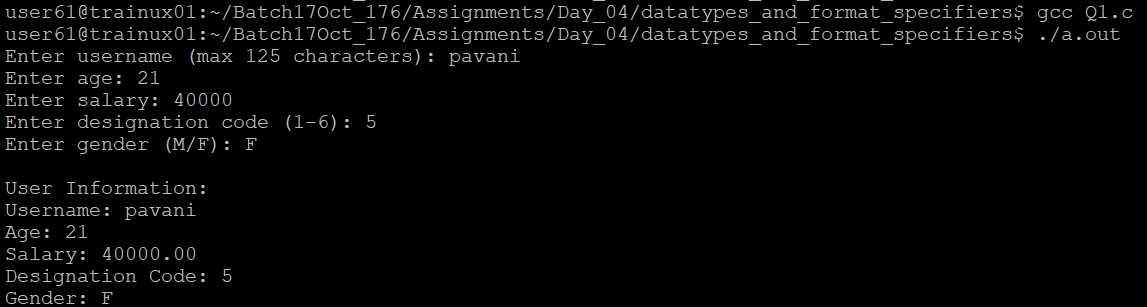 user61@trainux01:~/Batch17Oct_176/Assignments/Day_04/datatypes_and_format_specifiers$ gcc Q1.c
user61@trainux01:~/Batch17Oct_176/Assignments/Day_04/datatypes_and_format_specifiers$ ./a.out
Enter username (max 125 characters): pavani
Enter age: 21
Enter salary: 40000
Enter designation code (1-6): 5
Enter gender (M/F): F
User Information:
Username: pavani
Age: 21
Salary: 40000.00
Designation Code: 5
Gender: F